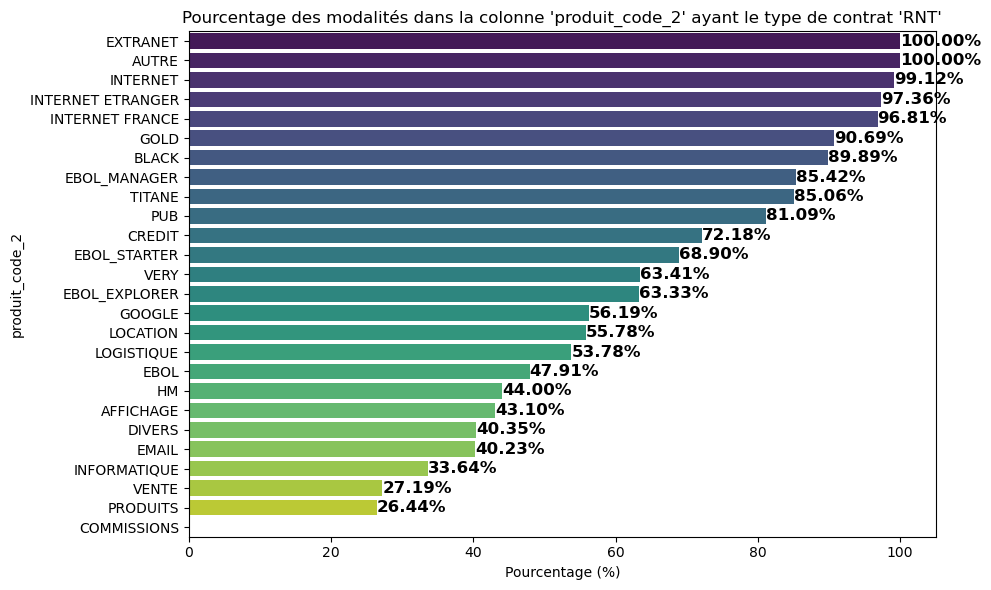 Pourcentage des modalités dans la colonne 'produit_code_2' ayant le type de contrat 'RNT'
EXTRANET 100.00%
AUTRE 100.00%
INTERNET 99.12%
INTERNET ETRANGER 97.36%
INTERNET FRANCE 96.81%
GOLD 90.69%
BLACK 89.89%
EBOL_MANAGER 85.42%
TITANE 85.06%
PUB 81.09%
CREDIT 72.18%
EBOL_STARTER 68.90%
VERY 63.41%
EBOL_EXPLORER 63.33%
GOOGLE 56.19%
LOCATION 55.78%
LOGISTIQUE 53.78%
EBOL 47.91%
HM 44.00%
AFFICHAGE 43.10%
DIVERS 40.35%
EMAIL 40.23%
INFORMATIQUE 33.64%
VENTE 27.19%
PRODUITS 26.44%
COMMISSIONS
produit_code_2
0 20 40 60 80 100
Pourcentage (%)